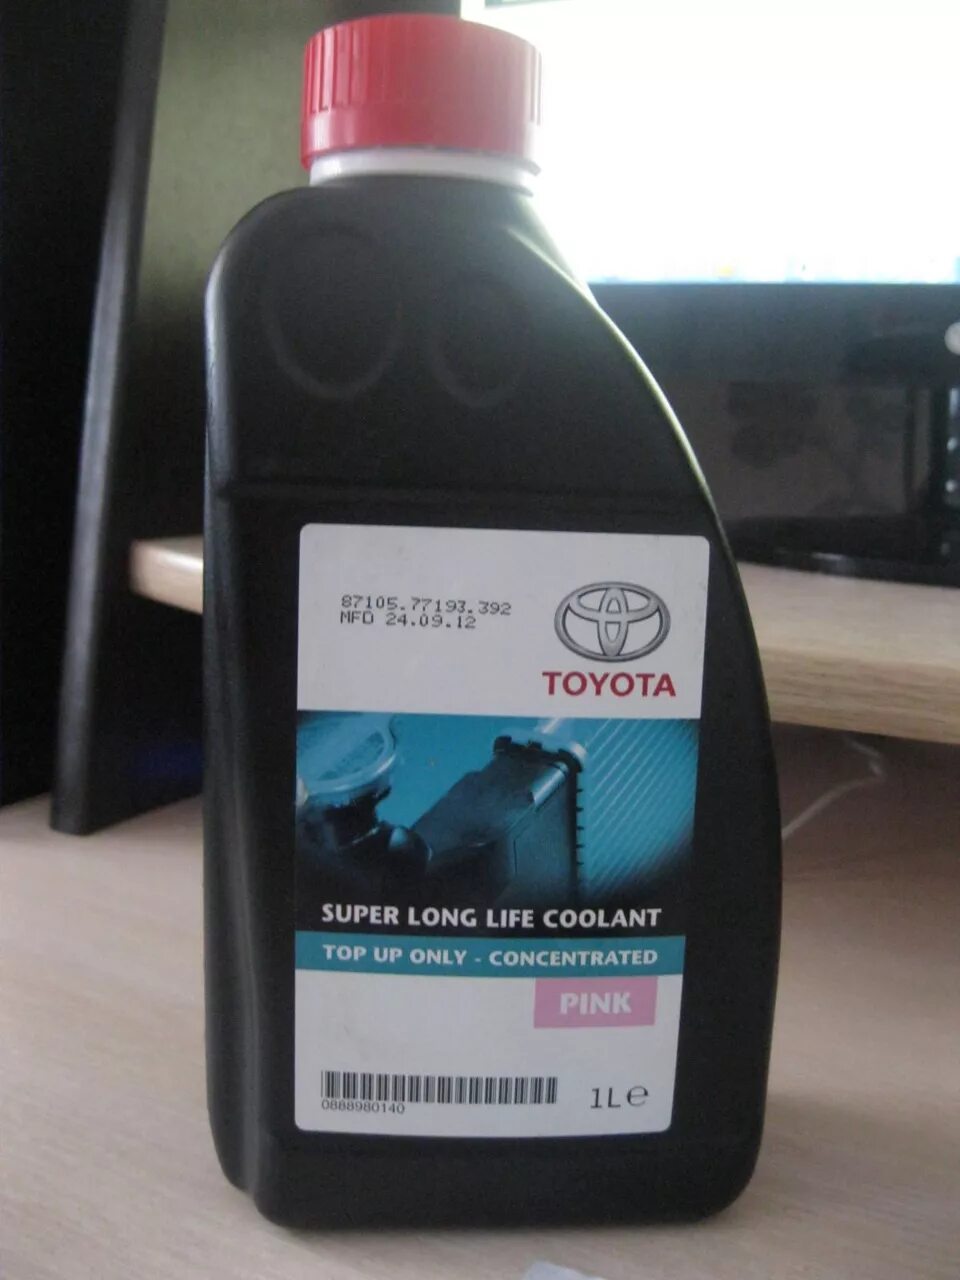 87105.77193.392
MFD 24.09.12
TOYOTA
SUPER LONG LIFE COOLANT
TOP UP ONLY - CONCENTRATED
PINK
0888980140
1L℮